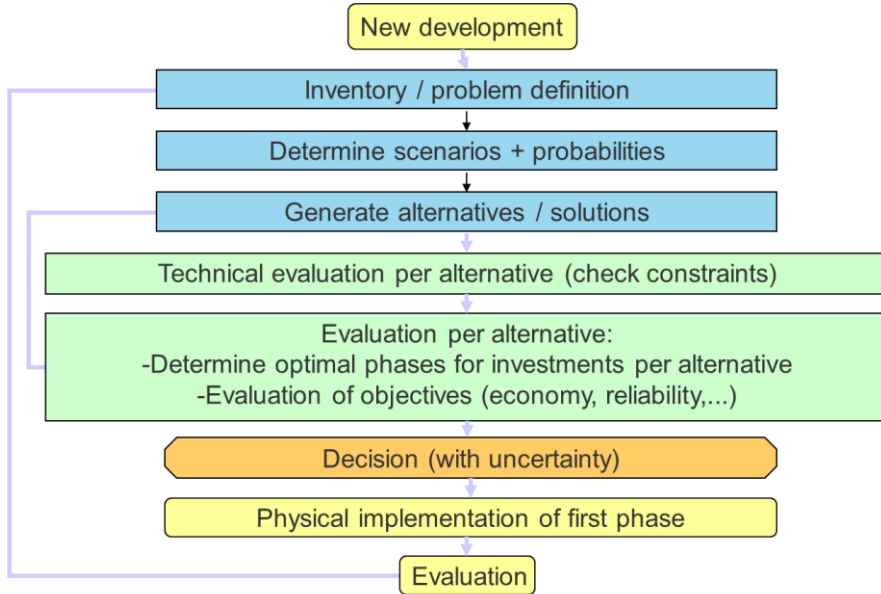 New development
Inventory / problem definition
Determine scenarios + probabilities
Generate alternatives / solutions
Technical evaluation per alternative (check constraints)
Evaluation per alternative:
-Determine optimal phases for investments per alternative
-Evaluation of objectives (economy, reliability,...)
Decision (with uncertainty)
Physical implementation of first phase
Evaluation